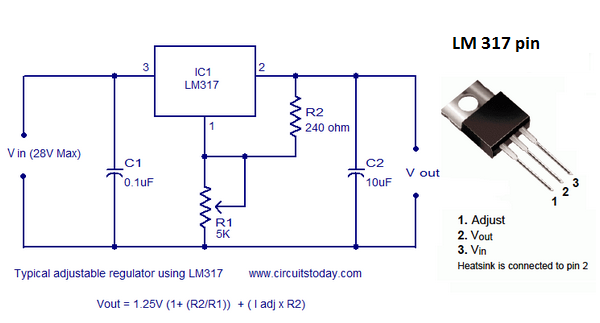 LM 317 pin
IC1
LM317
3
2
1
R2
240 ohm
V in (28V Max)
C1
0.1uF
R1
5K
C2
10uF
V out
3
2
1
1. Adjust
2. Vout
3. Vin
Heatsink is connected to pin 2
Typical adjustable regulator using LM317 www.circuitstoday.com
Vout = 1.25V (1+ (R2/R1)) + ( I adj x R2)